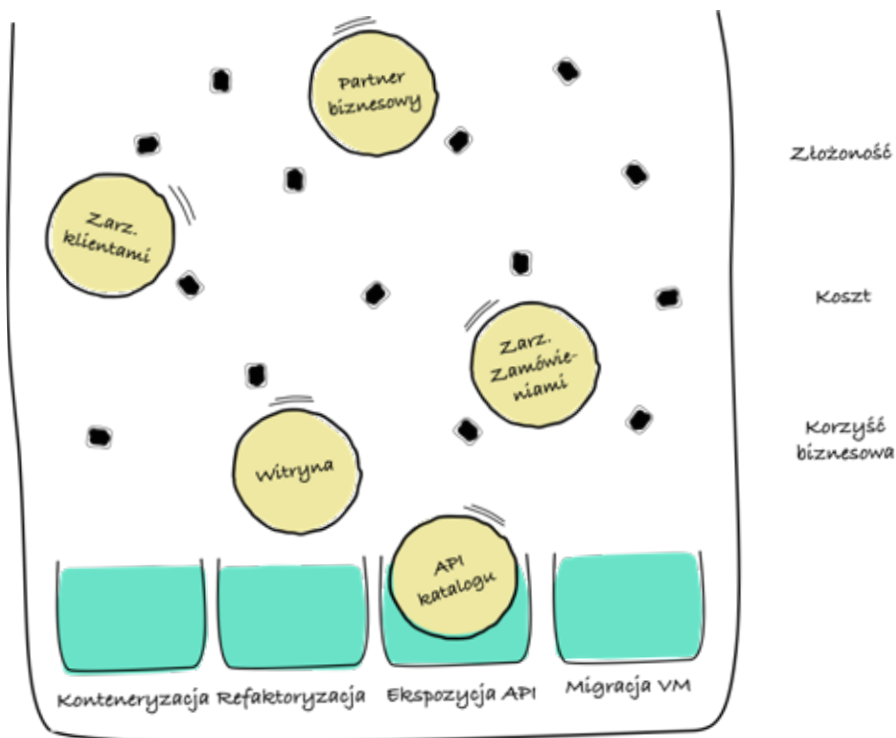 Partner
biznesowy
Złożoność
Zarz.
klientami
Koszt
Zarz.
Zamówie-
niami
Korzyść
biznesowa
Witryna
API
katalogu
Konteneryzacja
Refaktoryzacja
Ekspozycja API
Migracja VM